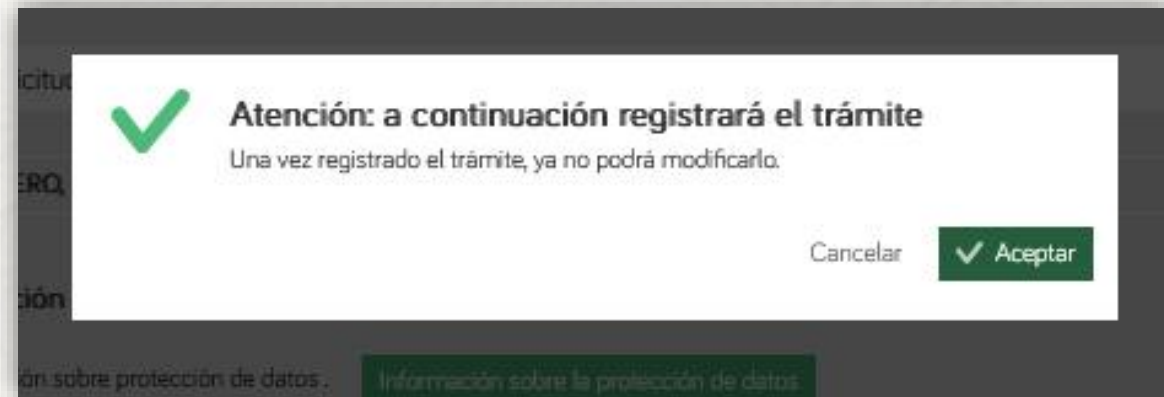 Atención: a continuación registrará el trámite
Una vez registrado el trámite, ya no podrá modificarlo.
Cancelar
Aceptar
sobre protección de datos.
Información sobre la protección de datos